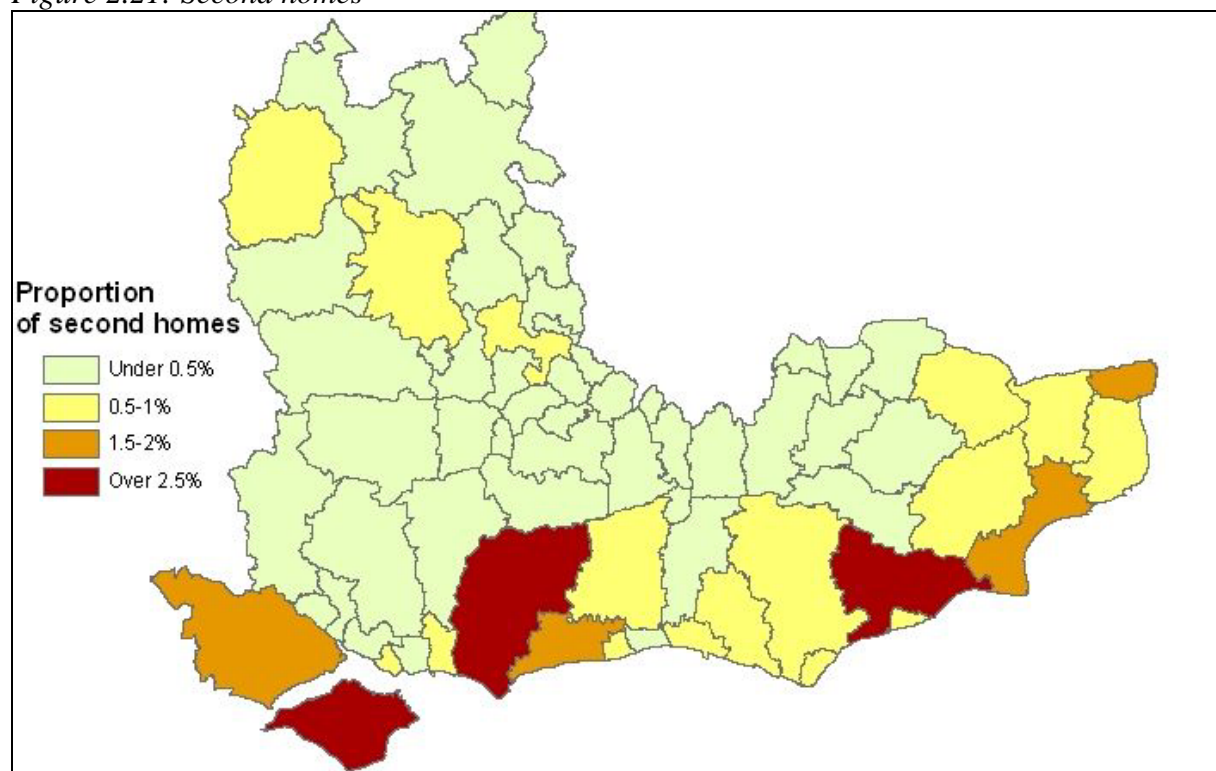 Figure 2.21: Second homes
Proportion
of second homes
Under 0.5%
0.5-1%
1.5-2%
Over 2.5%